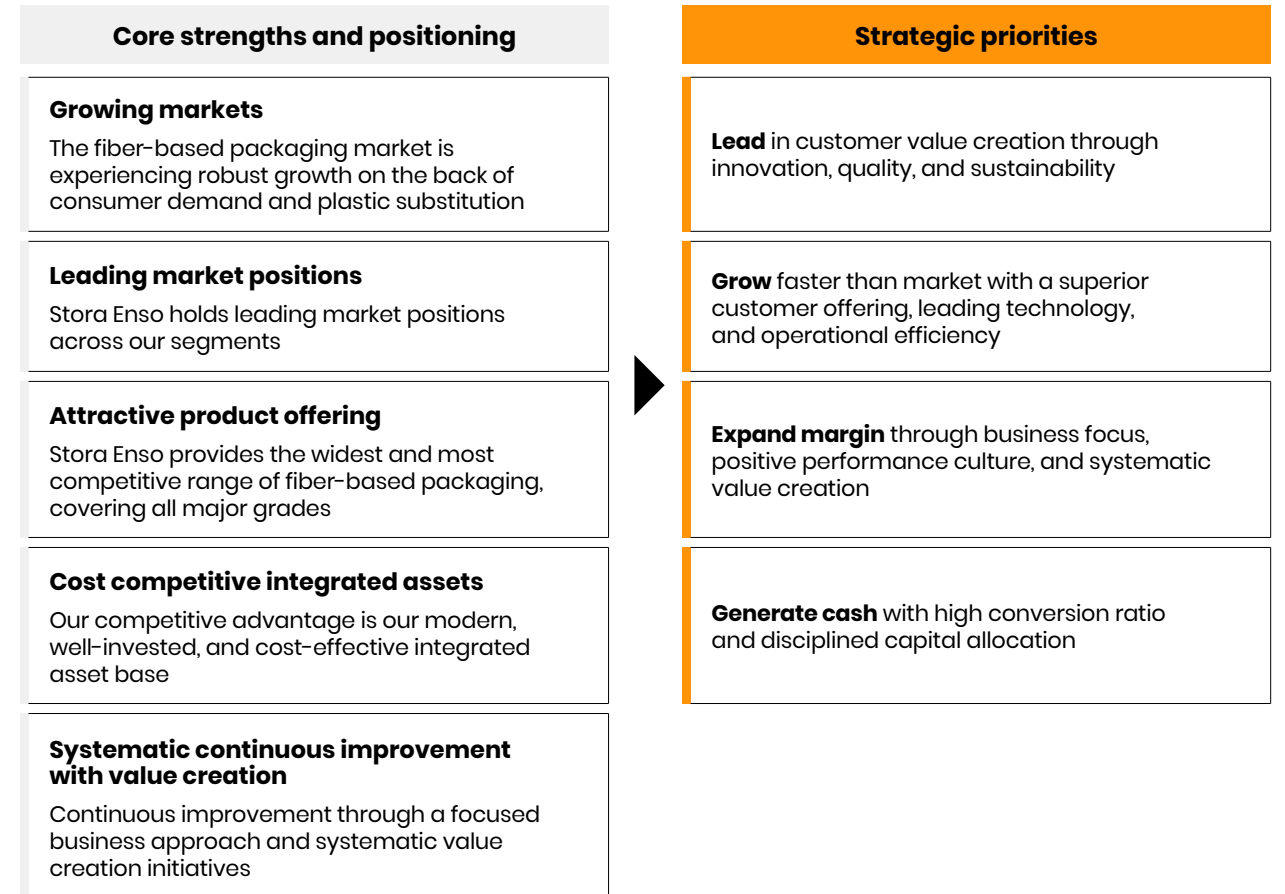 Core strengths and positioning
Growing markets
The fiber-based packaging market is
experiencing robust growth on the back of
consumer demand and plastic substitution
Leading market positions
Stora Enso holds leading market positions
across our segments
Attractive product offering
Stora Enso provides the widest and most
competitive range of fiber-based packaging,
covering all major grades
Cost competitive integrated assets
Our competitive advantage is our modern,
well-invested, and cost-effective integrated
asset base
Systematic continuous improvement
with value creation
Continuous improvement through a focused
business approach and systematic value
creation initiatives
Strategic priorities
Lead in customer value creation through
innovation, quality, and sustainability
Grow faster than market with a superior
customer offering, leading technology,
and operational efficiency
Expand margin through business focus,
positive performance culture, and systematic
value creation
Generate cash with high conversion ratio
and disciplined capital allocation